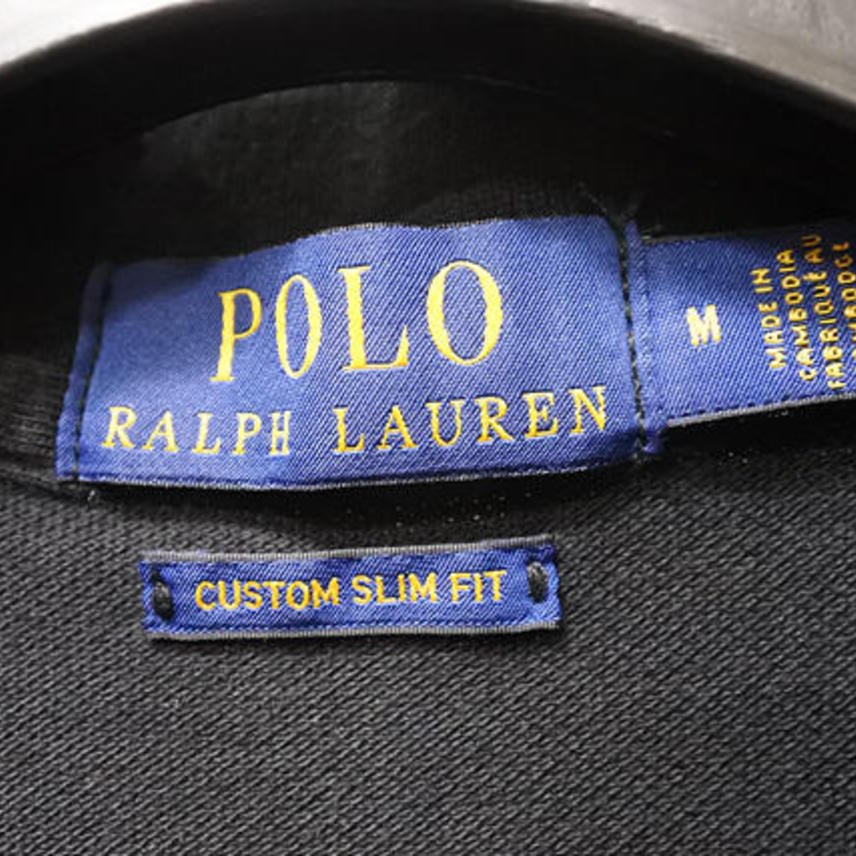 POLO
RALPH LAUREN
M
MADE IN
CAMBODIA
FABRIQUÉ AU
CUSTOM SLIM FIT